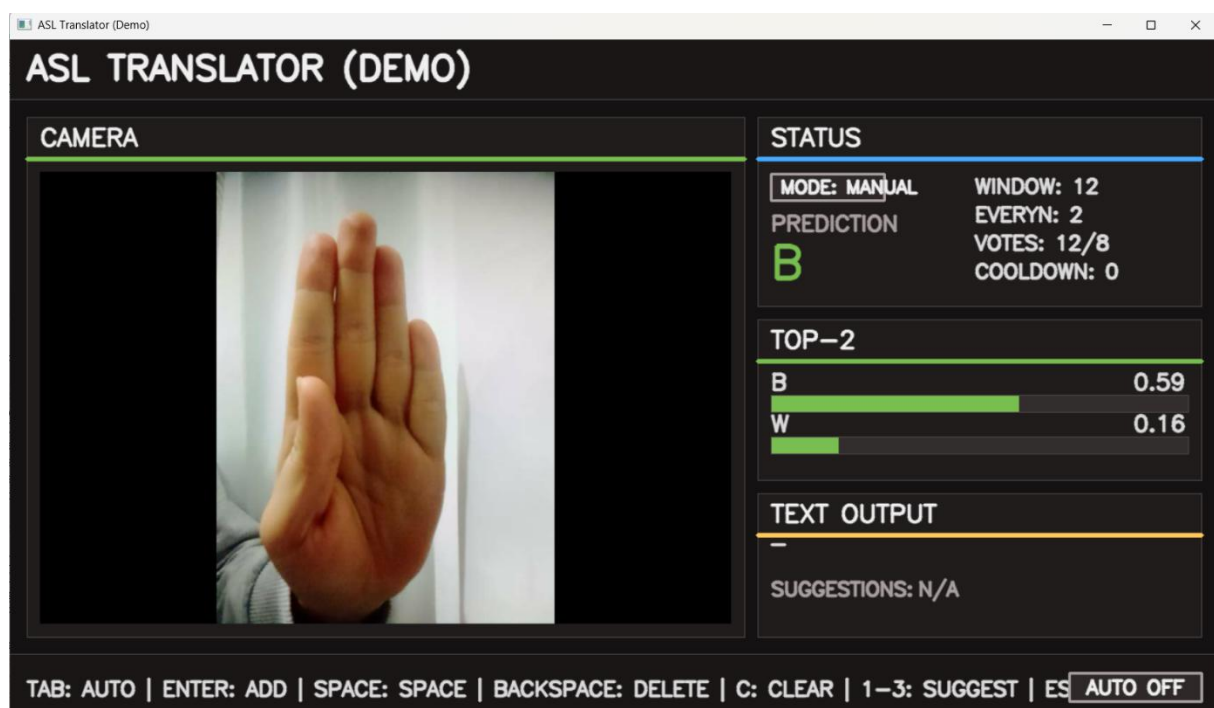 ASL Translator (Demo)
ASL TRANSLATOR (DEMO)
CAMERA
STATUS
MODE: MANUAL
PREDICTION
B
WINDOW: 12
EVERYN: 2
VOTES: 12/8
COOLDOWN: 0
TOP-2
B 0.59
W 0.16
TEXT OUTPUT
-
SUGGESTIONS: N/A
TAB: AUTO | ENTER: ADD | SPACE: SPACE | BACKSPACE: DELETE | C: CLEAR | 1-3: SUGGEST | ES
AUTO OFF